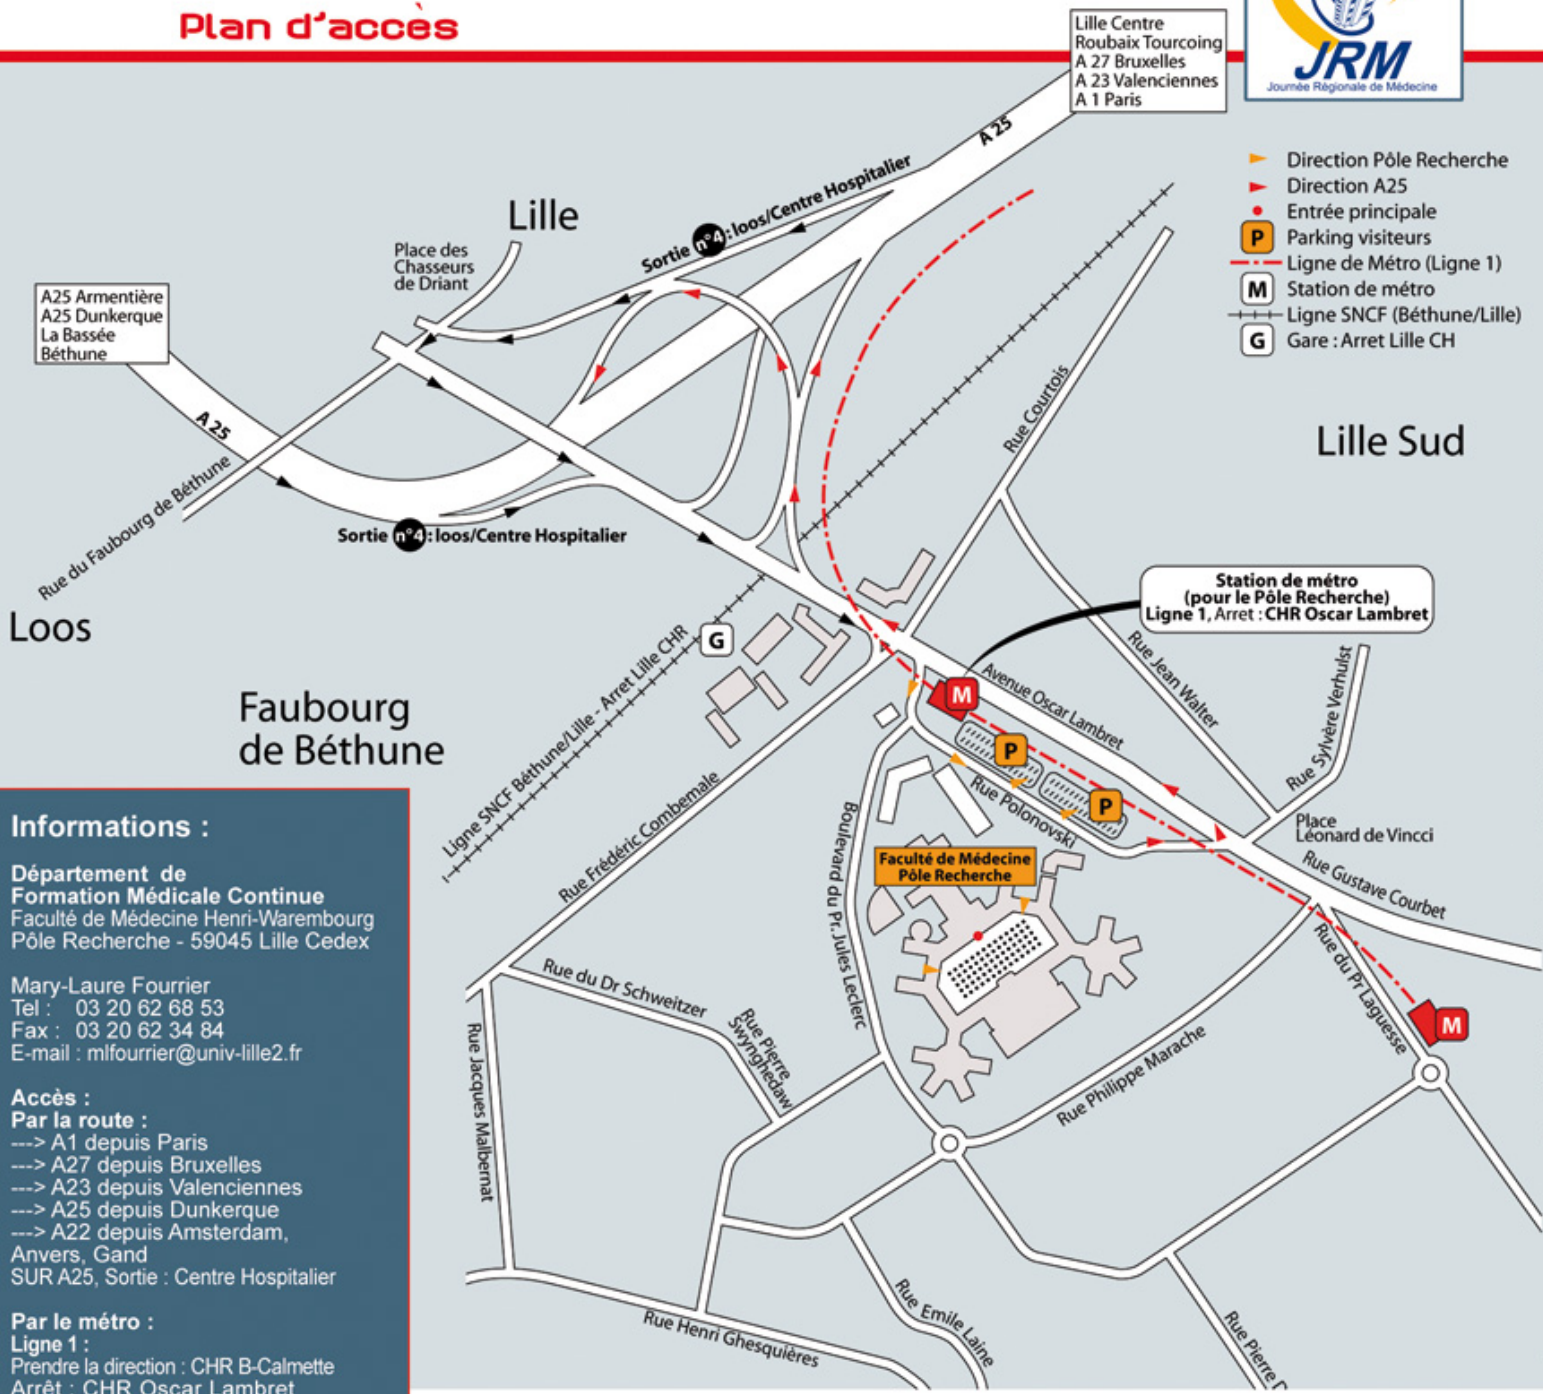 Plan d'accès
Lille Centre
Roubaix Tourcoing
A 27 Bruxelles
A 23 Valenciennes
A 1 Paris
JRM
Journée Régionale de Médecine
Direction Pôle Recherche
Direction A25
Entrée principale
P Parking visiteurs
Ligne de Métro (Ligne 1)
M Station de métro
Ligne SNCF (Béthune/Lille)
G Gare : Arret Lille CH
A 25
Sortie n°4 : loos/Centre Hospitalier
Lille
Place des
Chasseurs
de Driant
A25 Armentière
A25 Dunkerque
La Bassée
Béthune
A 25
Rue du Faubourg de Béthune
Sortie n°4 : loos/Centre Hospitalier
Rue Courtois
Lille Sud
Loos
Station de métro
(pour le Pôle Recherche)
Ligne 1, Arret : CHR Oscar Lambret
G
Ligne SNCF Béthune/Lille - Arret Lille CHR
Faubourg
de Béthune
M
Avenue Oscar Lambret
Rue Jean Walter
Rue Sylvère Verhulst
P
P
Rue Polonovski
Place
Léonard de Vincci
Rue Gustave Courbet
Rue Frédéric Combemale
Boulevard du Pr. Jules Leclerc
Faculté de Médecine
Pôle Recherche
Rue du Pr Laguesse
M
Rue du Dr Schweitzer
Rue Pierre
Swynghedaw
Rue Jacques Malbernat
Rue Philippe Marache
Rue Henri Ghesquières
Rue Emile Laine
Rue Pierre
Informations :
Département de
Formation Médicale Continue
Faculté de Médecine Henri-Warembourg
Pôle Recherche - 59045 Lille Cedex
Mary-Laure Fourrier
Tel : 03 20 62 68 53
Fax : 03 20 62 34 84
E-mail : mlfourrier@univ-lille2.fr
Accès :
Par la route :
---> A1 depuis Paris
---> A27 depuis Bruxelles
---> A23 depuis Valenciennes
---> A25 depuis Dunkerque
---> A22 depuis Amsterdam,
Anvers, Gand
SUR A25, Sortie : Centre Hospitalier
Par le métro :
Ligne 1 :
Prendre la direction : CHR B-Calmette
Arrêt : CHR Oscar Lambret